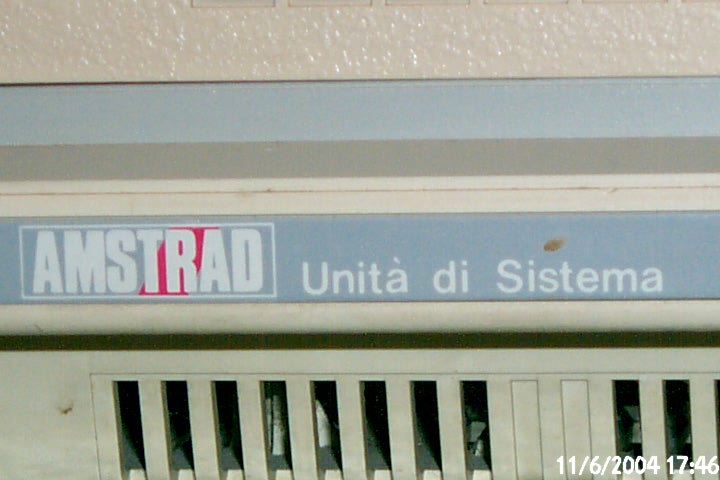 AMSTRAD Unità di Sistema
11/6/2004 17:46